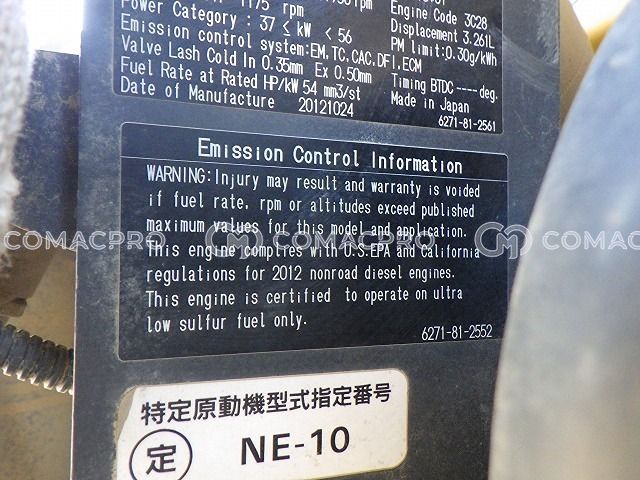 1175 rpm
Engine Code 3C28
Power Category : 37 ≤ kW < 56
Displacement 3.261L
Emission control system:EM,TC,CAC,DFI,ECM
PM limit:0.30g/kWh
Valve Lash Cold In 0.35mm Ex 0.50mm
Timing BTDC ----deg.
Fuel Rate at Rated HP/kW 54 mm3/st
Made in Japan
Date of Manufacture 20121024
6271-81-2561
Emission Control Information
WARNING:Injury may result and warranty is voided
if fuel rate, rpm or altitudes exceed published
maximum values for this model and application.
COMACPRO COMACPRO COMACPRO
This engine complies with U.S.EPA and California
regulations for 2012 nonroad diesel engines.
This engine is certified to operate on ultra
low sulfur fuel only.
6271-81-2552
特定原動機型式指定番号
定 NE-10